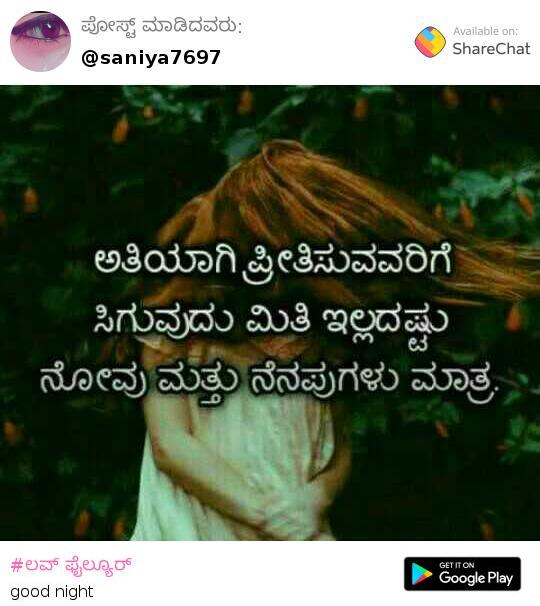 ಪೋಸ್ಟ್ ಮಾಡಿದವರು:
@saniya7697
Available on:
ShareChat
ಅತಿಯಾಗಿ ಪ್ರೀತಿಸುವವರಿಗೆ
ಸಿಗುವುದು ಮಿತಿ ಇಲ್ಲದಷ್ಟು
ನೋವು ಮತ್ತು ನೆನಪುಗಳು ಮಾತ್ರ.
#ಲವ್ ಫೈಲ್ಯೂರ್
good night
GET IT ON
Google Play